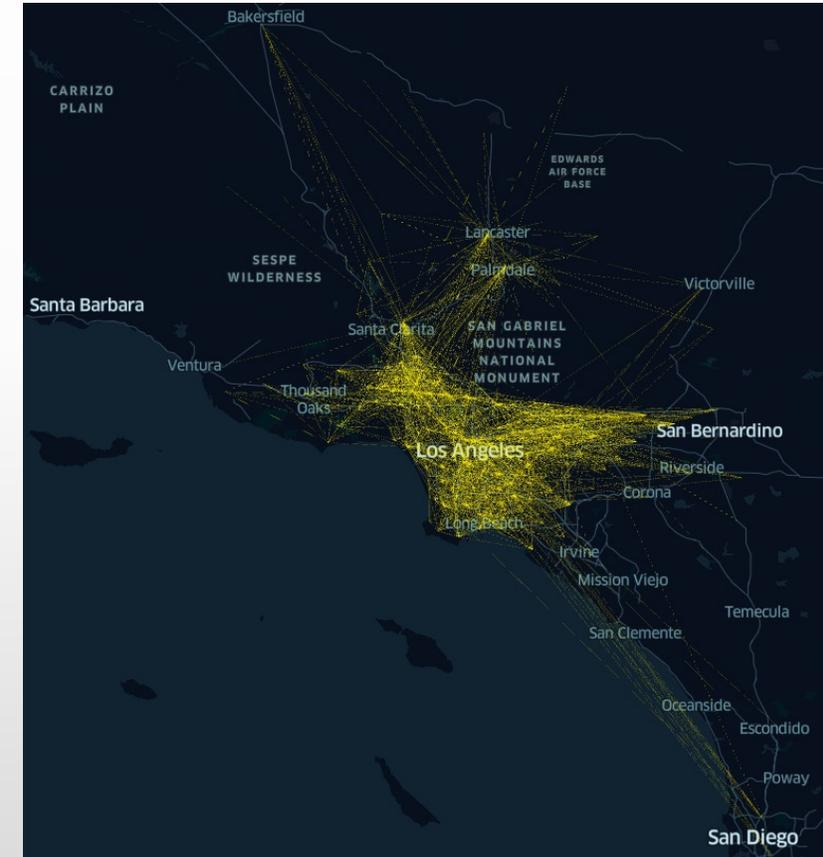 Bakersfield
CARRIZO
PLAIN
EDWARDS
AIR FORCE
BASE
Lancaster
SESPE
WILDERNESS
Palmdale
Victorville
Santa Barbara
Santa Clarita
SAN GABRIEL
MOUNTAINS
NATIONAL
MONUMENT
Ventura
Thousand
Oaks
San Bernardino
Los Angeles
Riverside
Corona
Long Beach
Irvine
Mission Viejo
Temecula
San Clemente
Oceanside
Escondido
Poway
San Diego